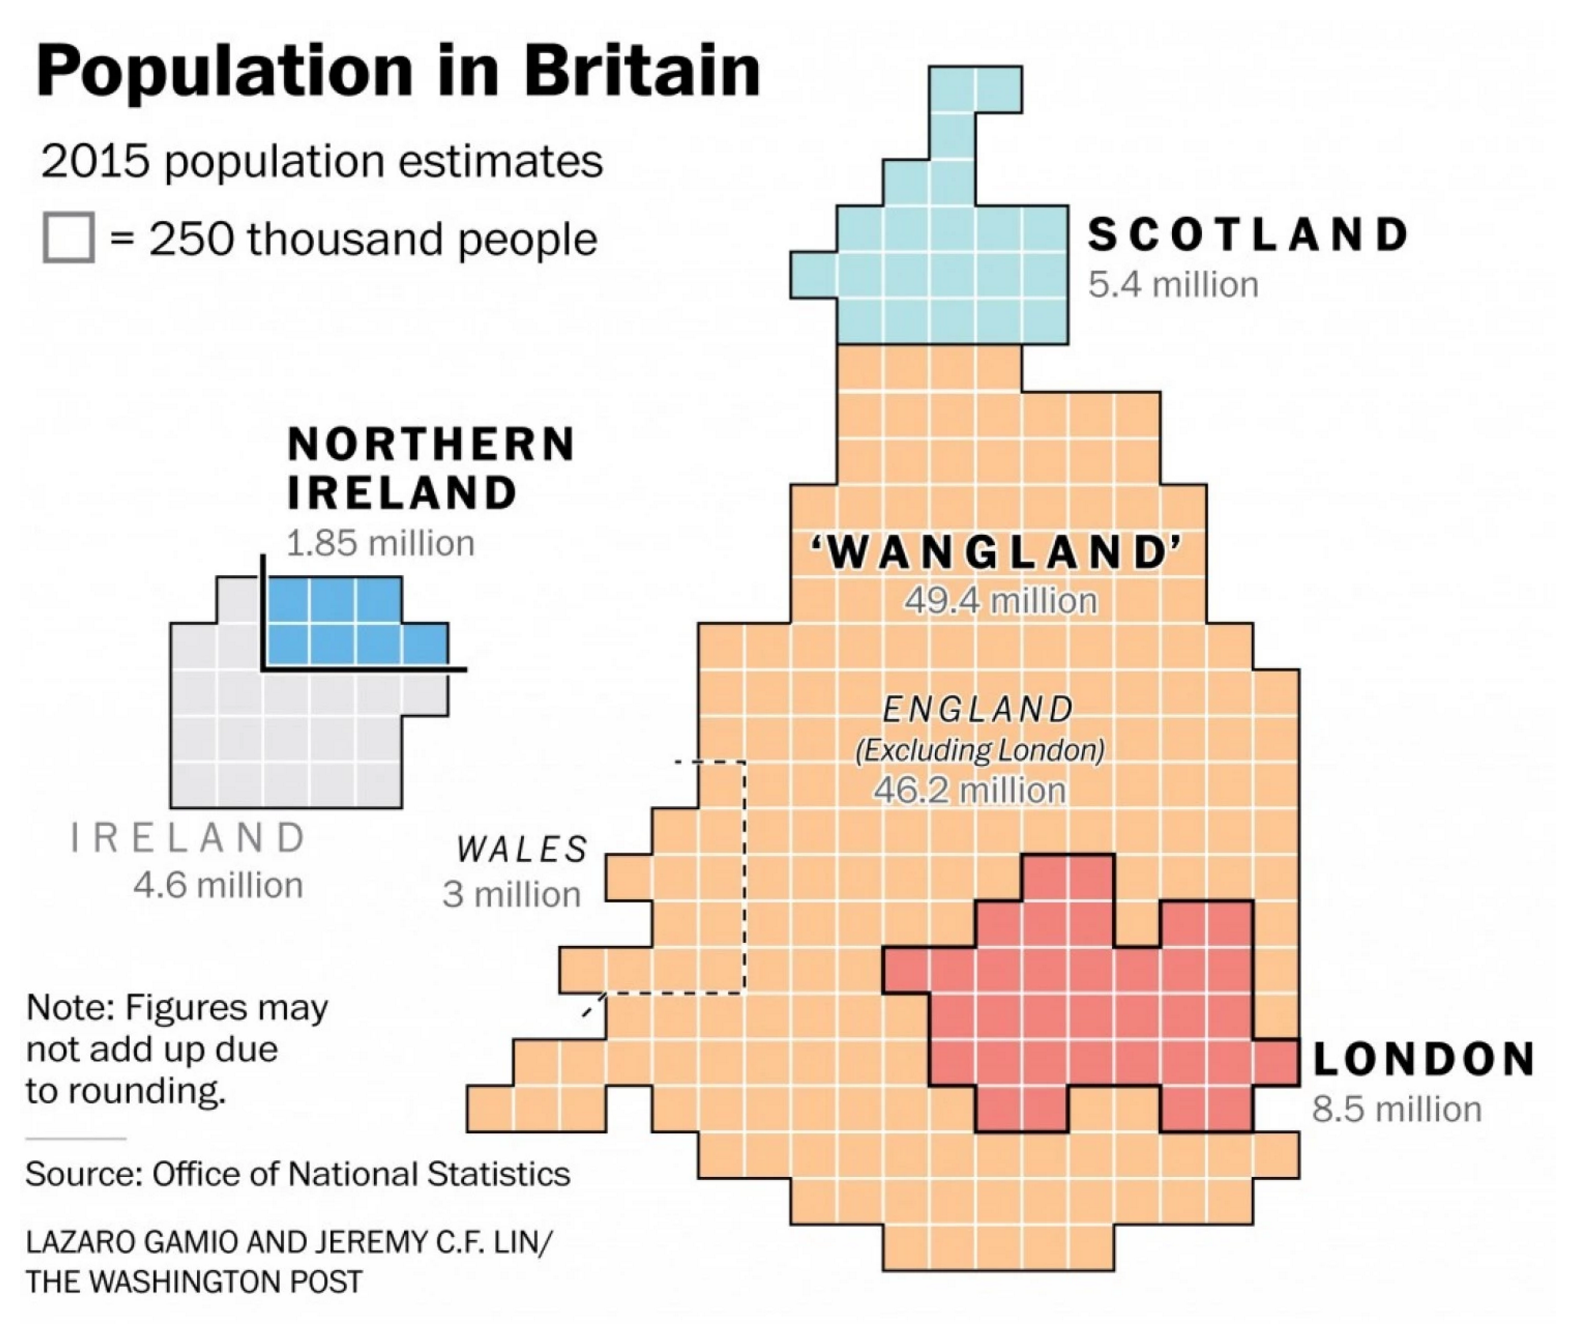 Population in Britain
2015 population estimates
= 250 thousand people
SCOTLAND
5.4 million
NORTHERN
IRELAND
1.85 million
‘WANGLAND’
49.4 million
ENGLAND
(Excluding London)
46.2 million
IRELAND
4.6 million
WALES
3 million
LONDON
8.5 million
Note: Figures may
not add up due
to rounding.
Source: Office of National Statistics
LAZARO GAMIO AND JEREMY C.F. LIN/
THE WASHINGTON POST